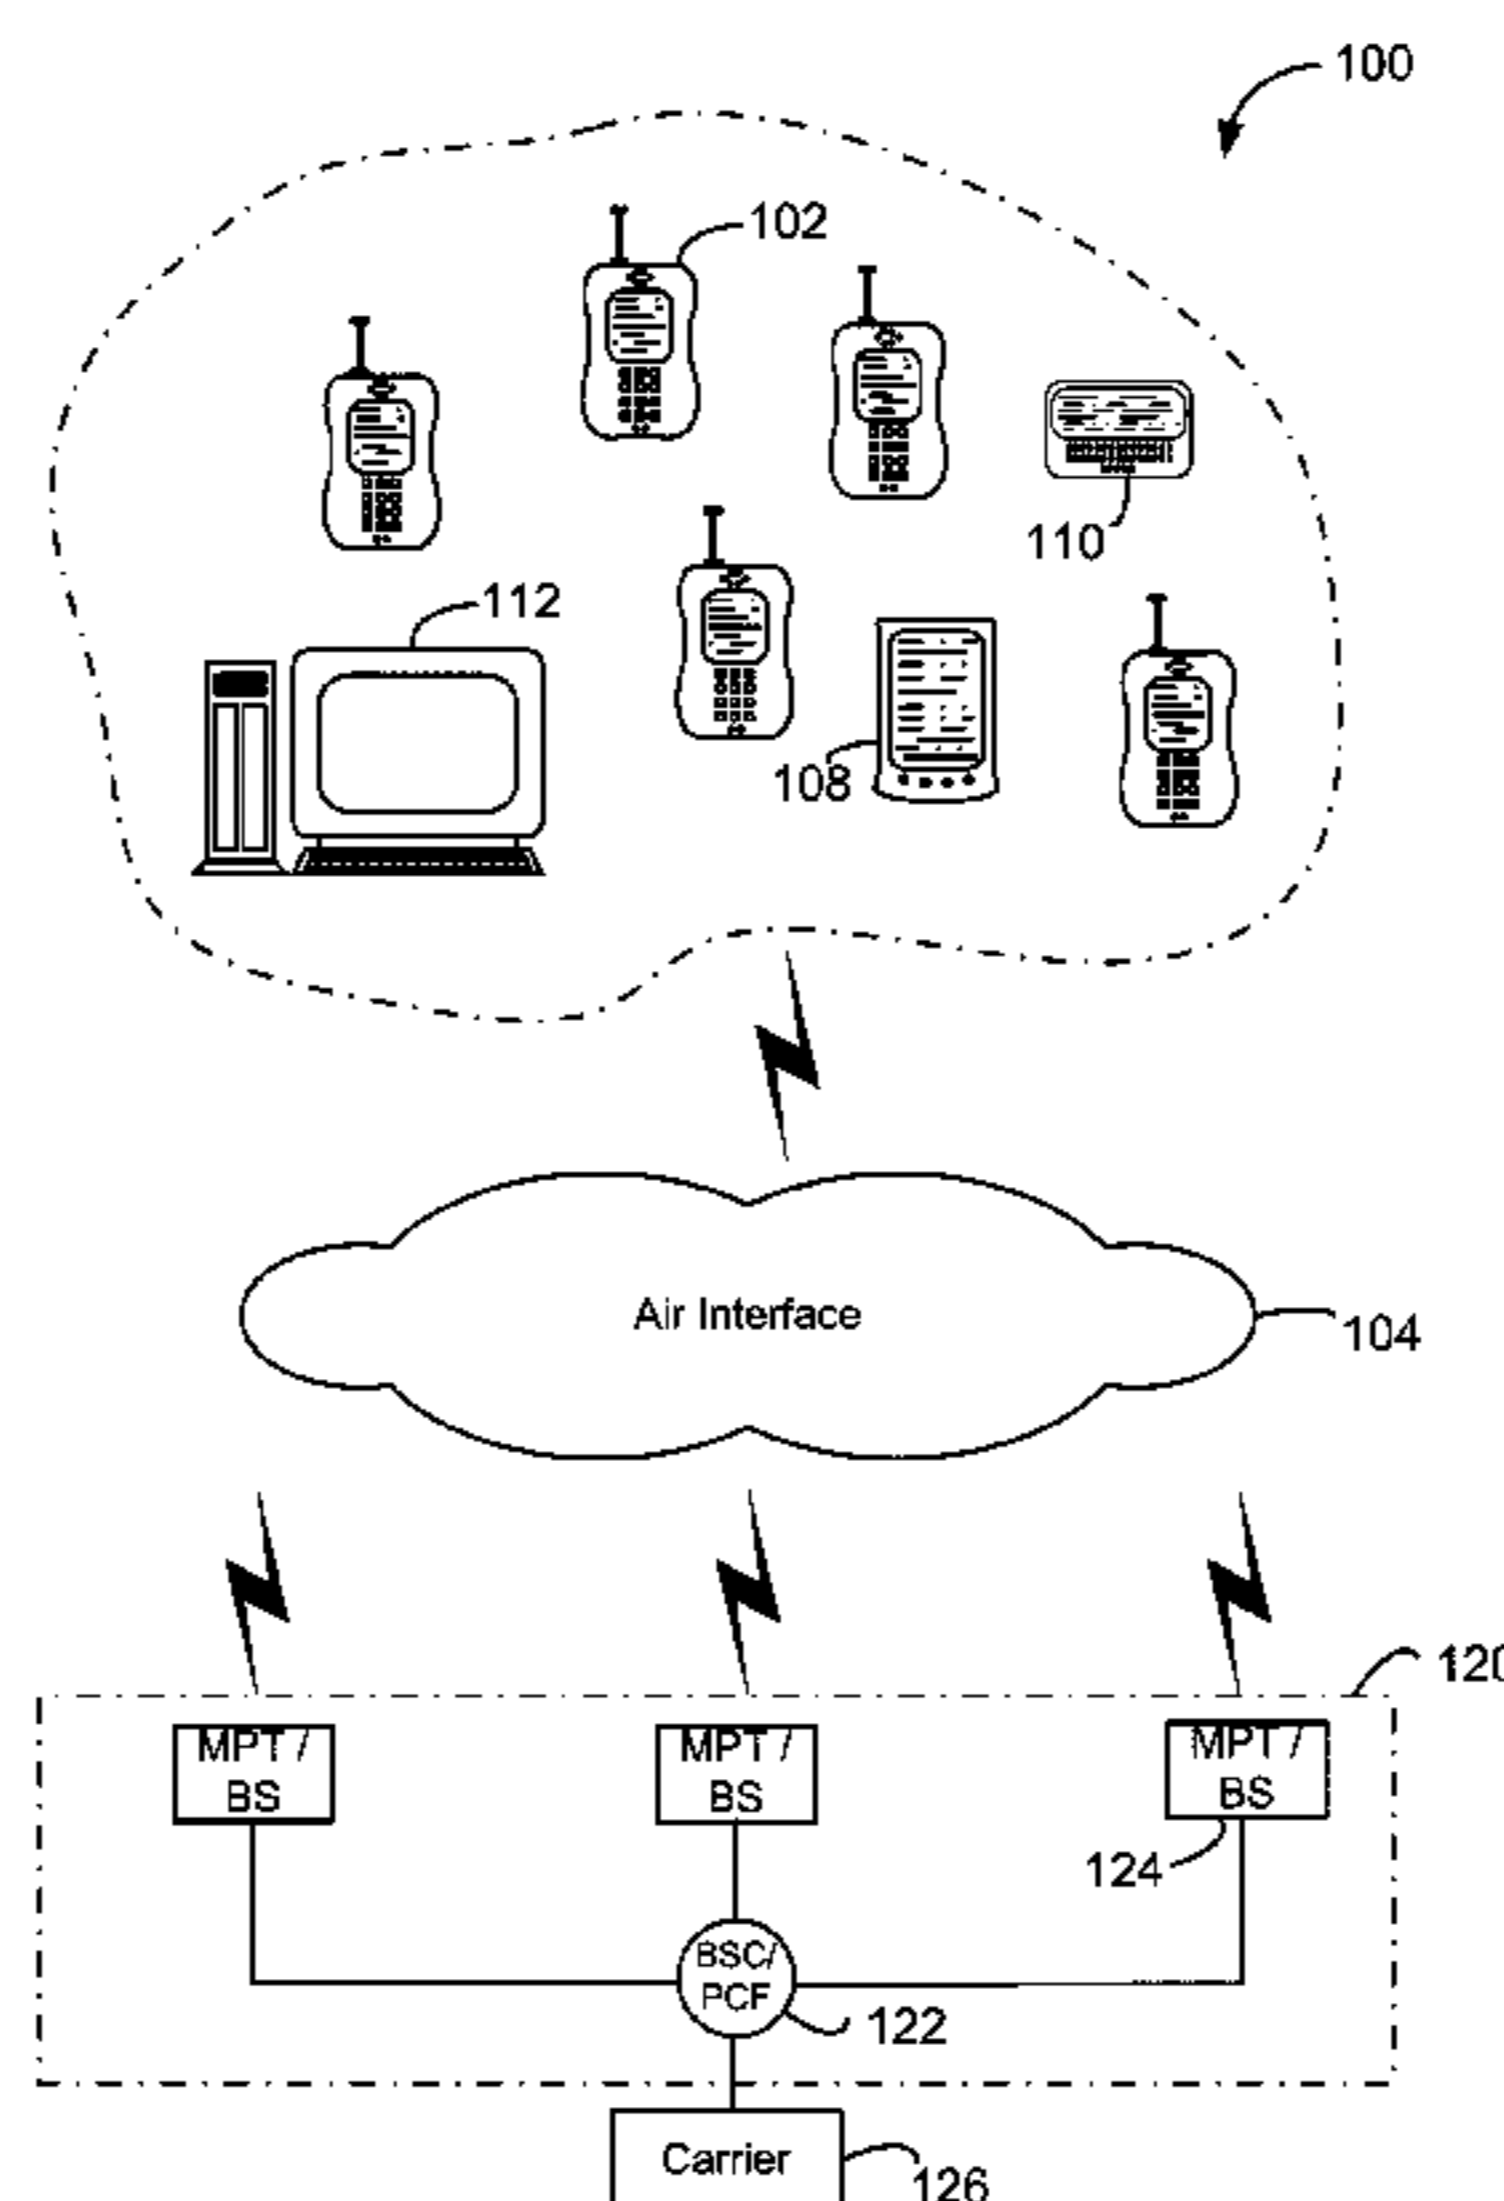 100
102
110
112
108
Air Interface
104
120
MPT /
BS
MPT /
BS
MPT /
BS
124
BSC/
PCF
122
Carrier
126